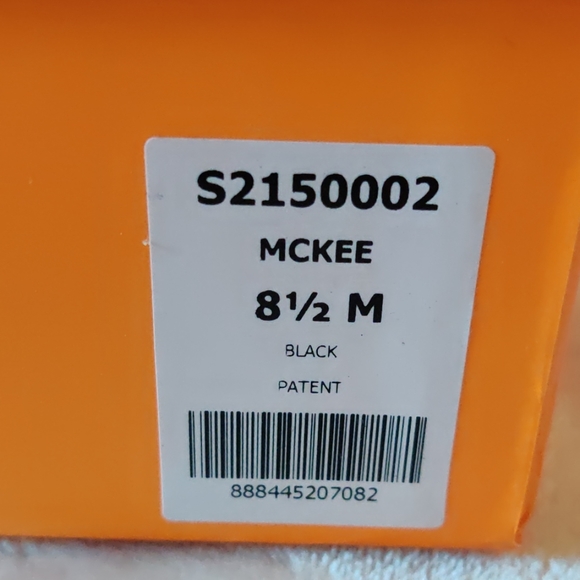 S2150002
MCKEE
8½ M
BLACK
PATENT
888445207082